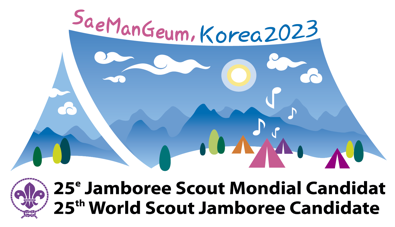 SaeManGeum, Korea2023
25e Jamboree Scout Mondial Candidat
25th World Scout Jamboree Candidate